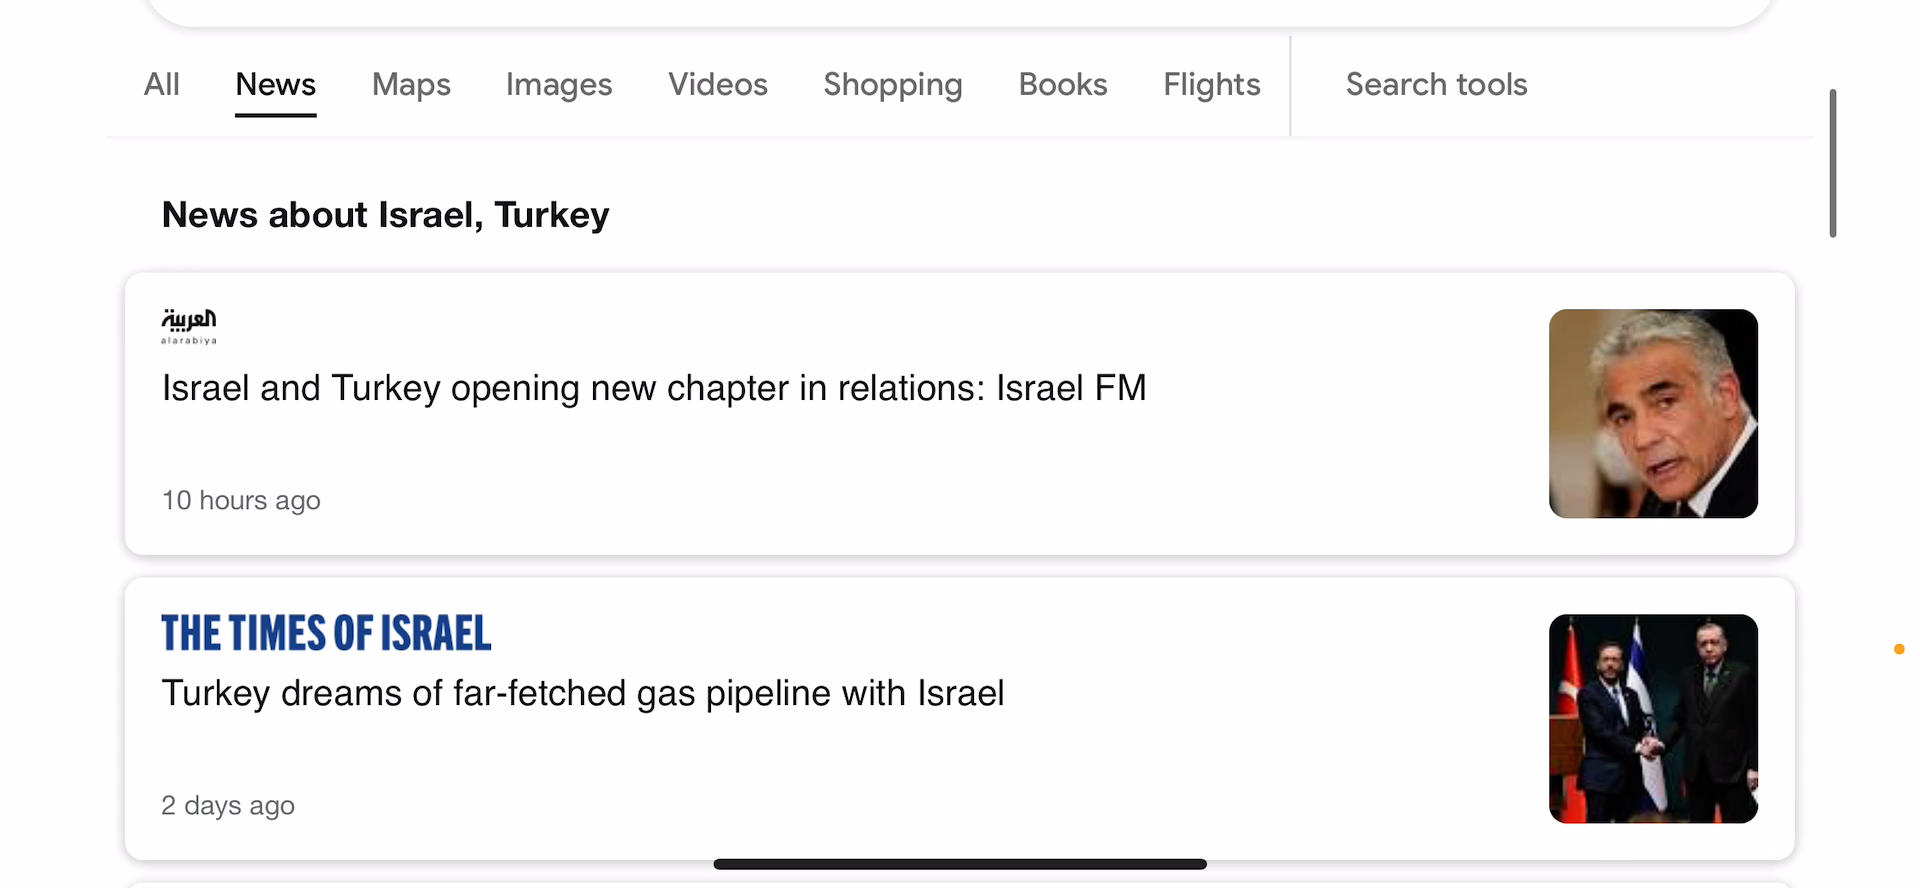 All News Maps Images Videos Shopping Books Flights Search tools
News about Israel, Turkey
العربية
alarabiya
Israel and Turkey opening new chapter in relations: Israel FM
10 hours ago
THE TIMES OF ISRAEL
Turkey dreams of far-fetched gas pipeline with Israel
2 days ago